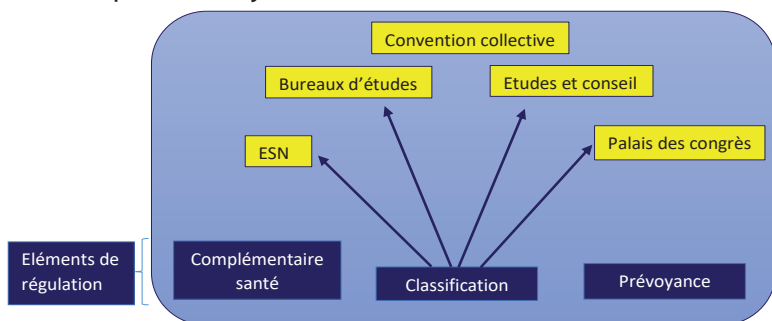 Convention collective
Bureaux d'études
Etudes et conseil
ESN
Palais des congrès
Eléments de
régulation
Complémentaire
santé
Classification
Prévoyance